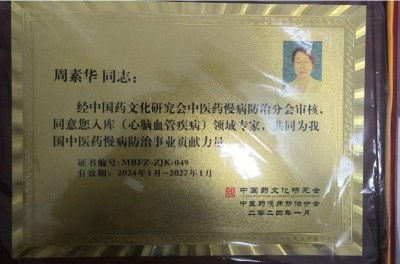 周素华 同志：
经中国药文化研究会中医药慢病防治分会审核，
同意您入库（心脑血管疾病）领域专家，共同为我
国中医药慢病防治事业贡献力量。
证书编号：MBFZ-ZJK-049
有效期：2024年1月-2027年1月
中国药文化研究会
中医药慢病防治分会
二零二四年一月